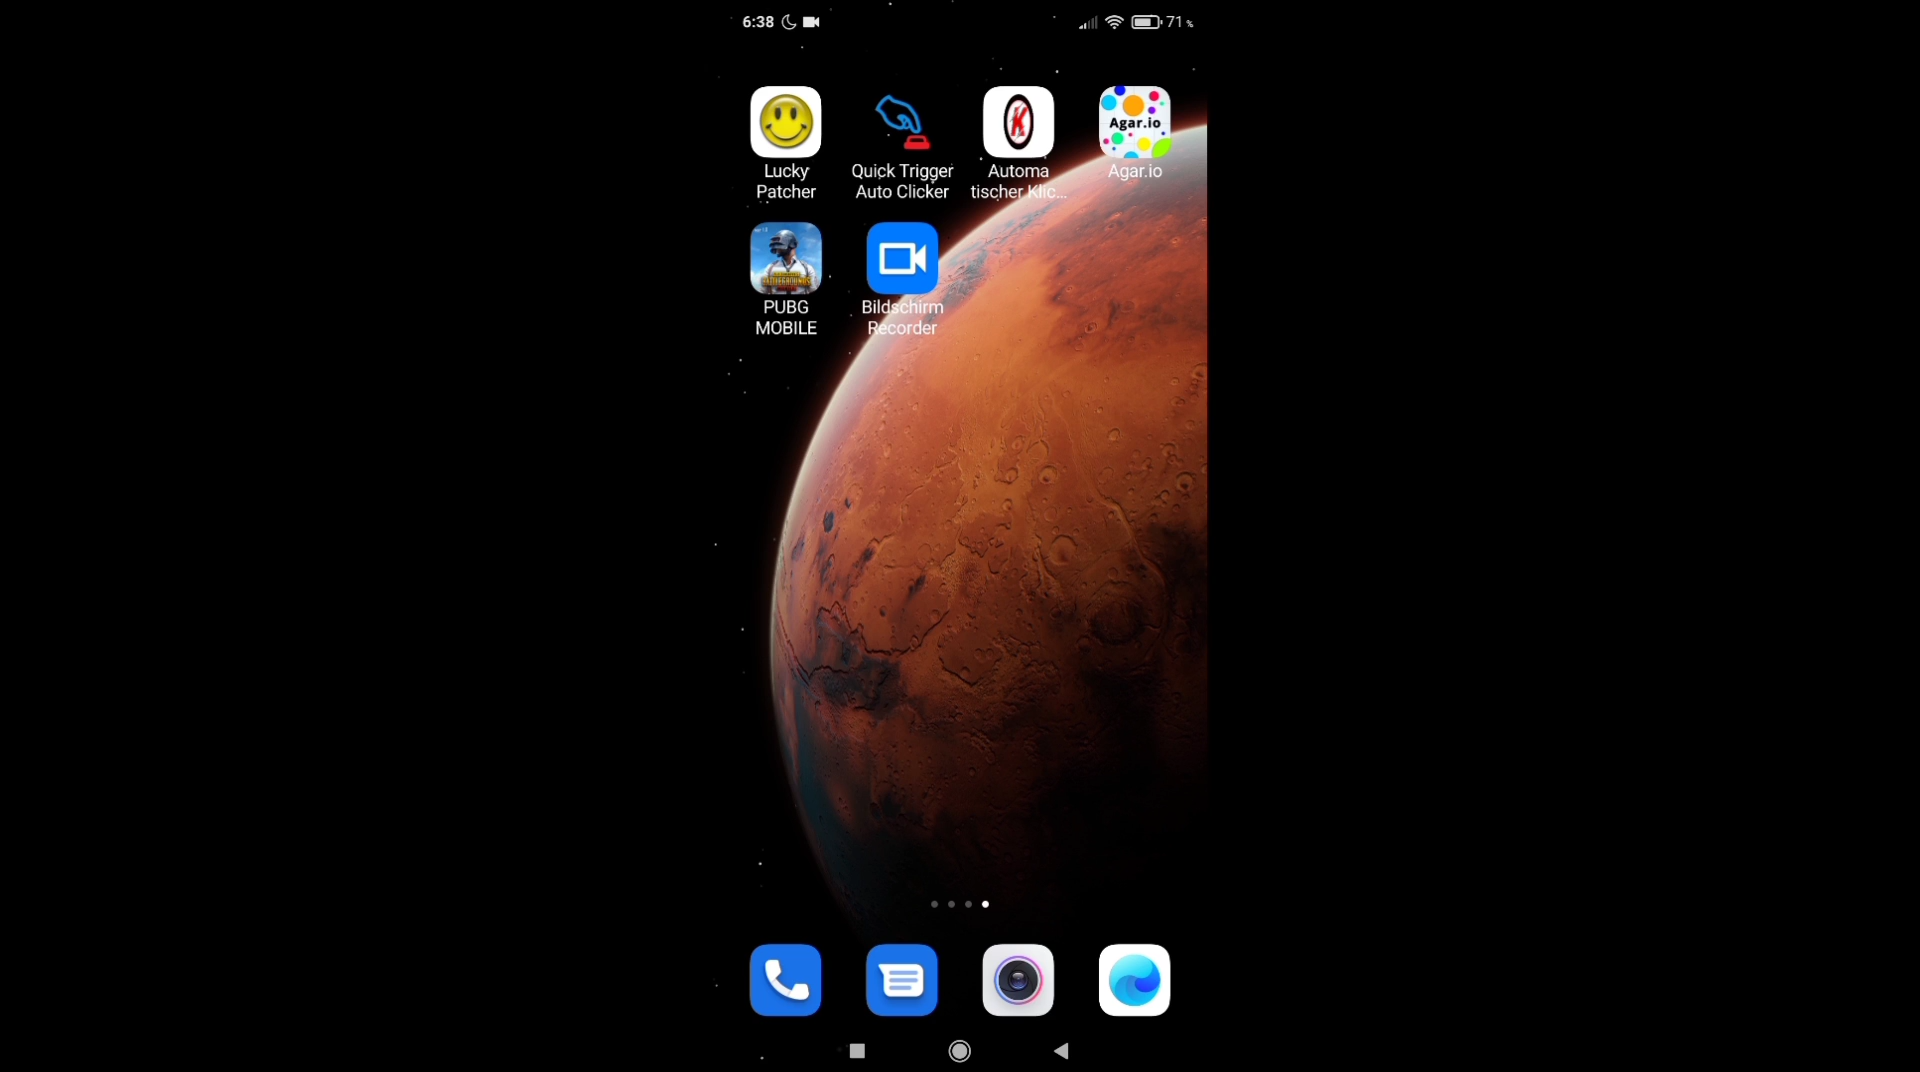 6:38
71 %
Agar.io
Lucky
Patcher
Quick Trigger
Auto Clicker
Automa
tischer Klic...
Agar.io
PUBG
MOBILE
Bildschirm
Recorder